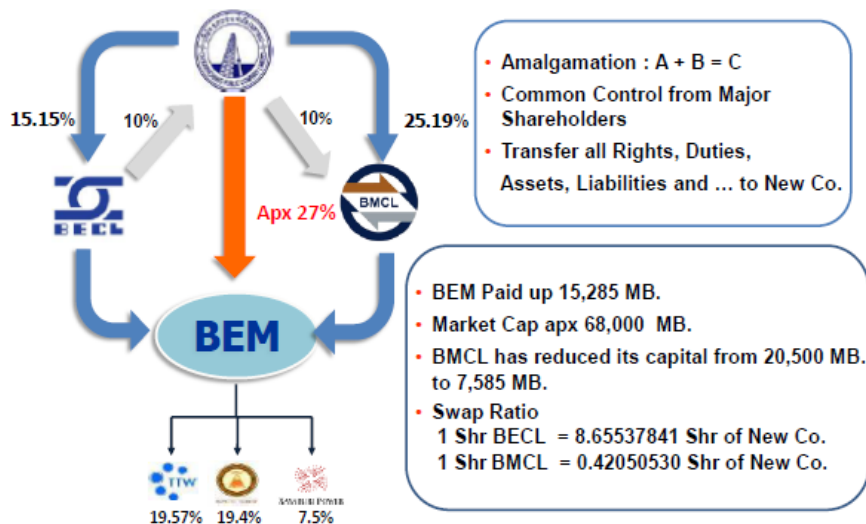 15.15%
10%
10%
25.19%
BECL
Apx 27%
BMCL
BEM
TTW
XAYABURI POWER
19.57%
19.4%
7.5%
• Amalgamation : A + B = C
• Common Control from Major
Shareholders
• Transfer all Rights, Duties,
Assets, Liabilities and ... to New Co.
• BEM Paid up 15,285 MB.
• Market Cap apx 68,000 MB.
• BMCL has reduced its capital from 20,500 MB.
to 7,585 MB.
• Swap Ratio
1 Shr BECL = 8.65537841 Shr of New Co.
1 Shr BMCL = 0.42050530 Shr of New Co.